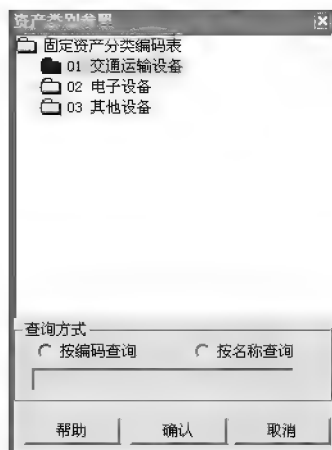 资产类别参照
固定资产分类编码表
01 交通运输设备
02 电子设备
03 其他设备
查询方式
按编码查询 按名称查询
帮助 确认 取消